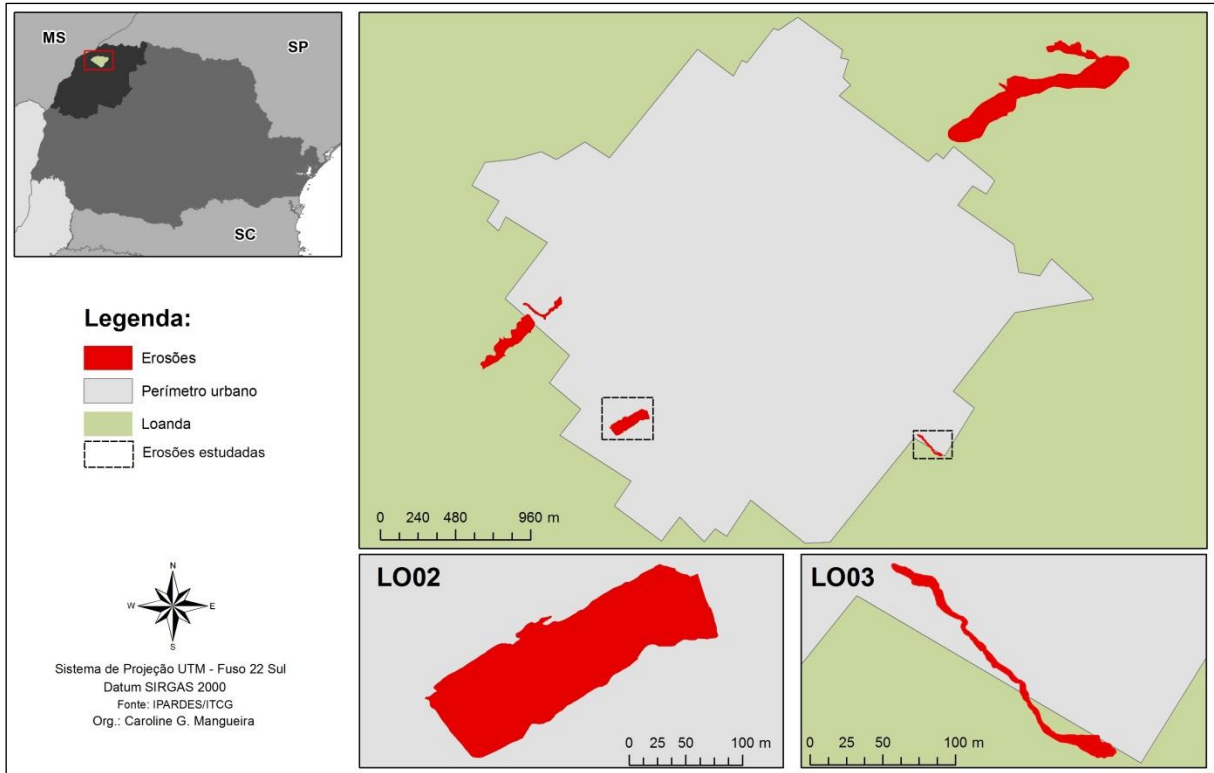 MS
SP
SC
Legenda:
Erosões
Perímetro urbano
Loanda
Erosões estudadas
N
W
E
S
Sistema de Projeção UTM - Fuso 22 Sul
Datum SIRGAS 2000
Fonte: IPARDES/ITCG
Org.: Caroline G. Mangueira
0 240 480 960 m
LO02
0 25 50 100 m
LO03
0 25 50 100 m